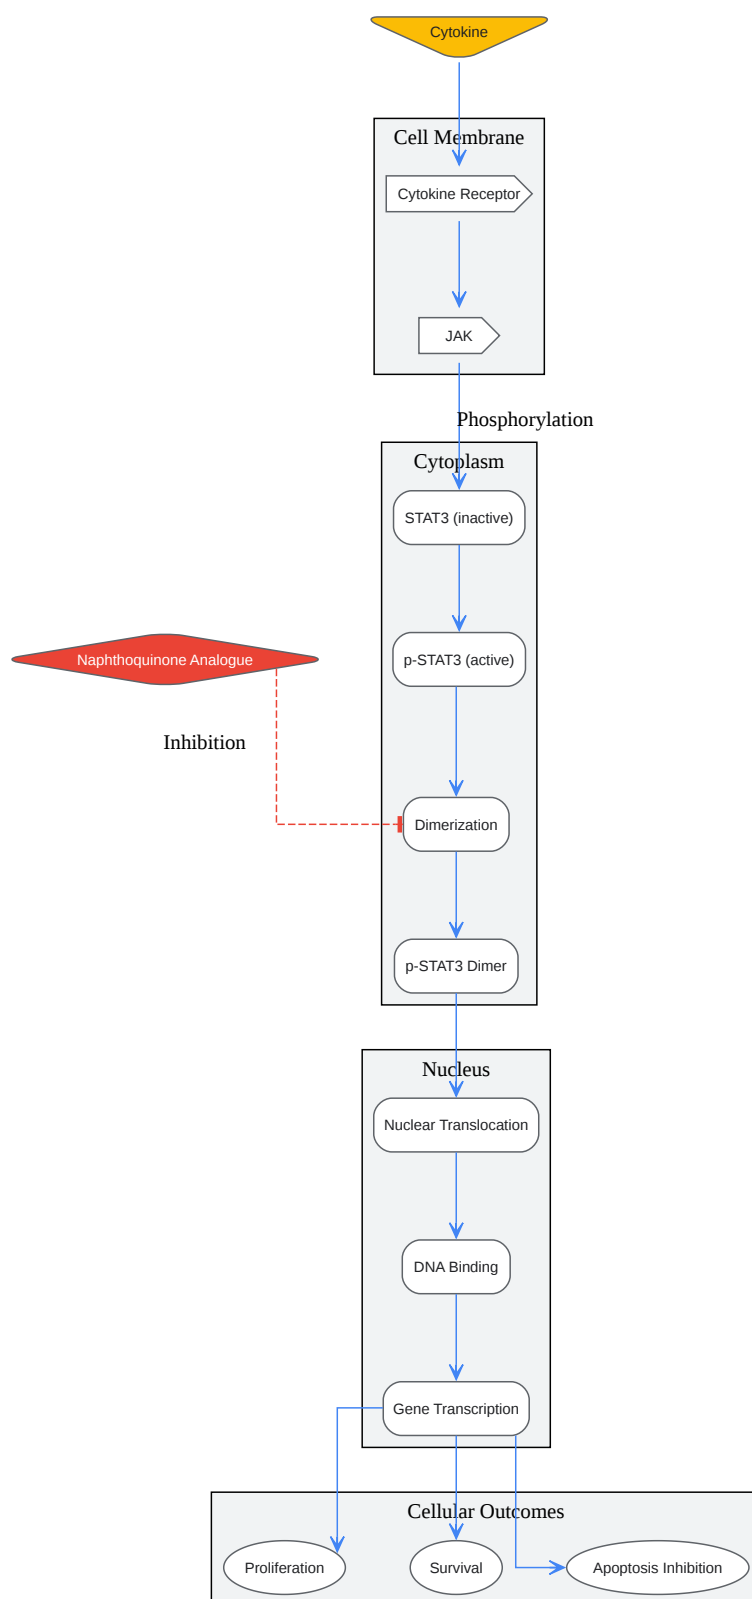 Cytokine
Cell Membrane
Cytokine Receptor
JAK
Phosphorylation
Cytoplasm
STAT3 (inactive)
p-STAT3 (active)
Naphthoquinone Analogue
Inhibition
Dimerization
p-STAT3 Dimer
Nucleus
Nuclear Translocation
DNA Binding
Gene Transcription
Cellular Outcomes
Proliferation
Survival
Apoptosis Inhibition